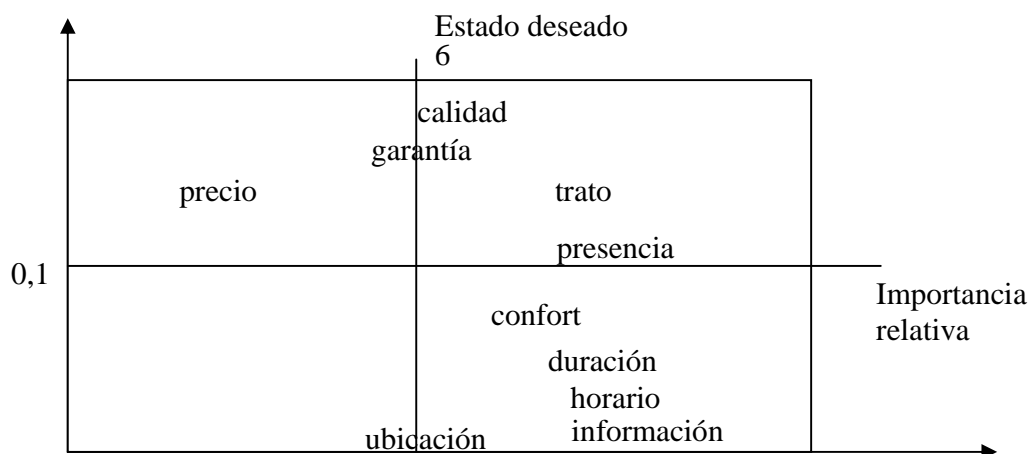 Estado deseado
6
calidad
garantía
precio
trato
presencia
0,1
Importancia
relativa
confort
duración
horario
información
ubicación